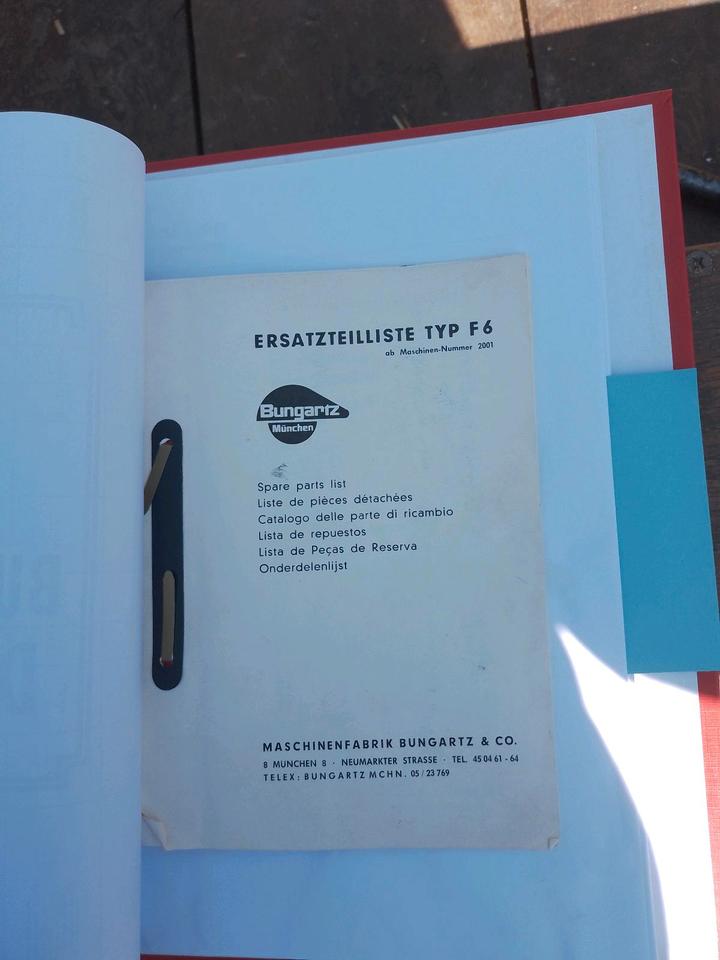 ERSATZTEILLISTE TYP F6
ab Maschinen-Nummer 2001
Bungartz
München
Spare parts list
Liste de pièces détachées
Catalogo delle parte di ricambio
Lista de repuestos
Lista de Peças de Reserva
Onderdelenlijst
MASCHINENFABRIK BUNGARTZ & CO.
8 MÜNCHEN 8 · NEUMARKTER STRASSE · TEL. 45 04 61 - 64
TELEX: BUNGARTZ MCHN. 05 / 23 769